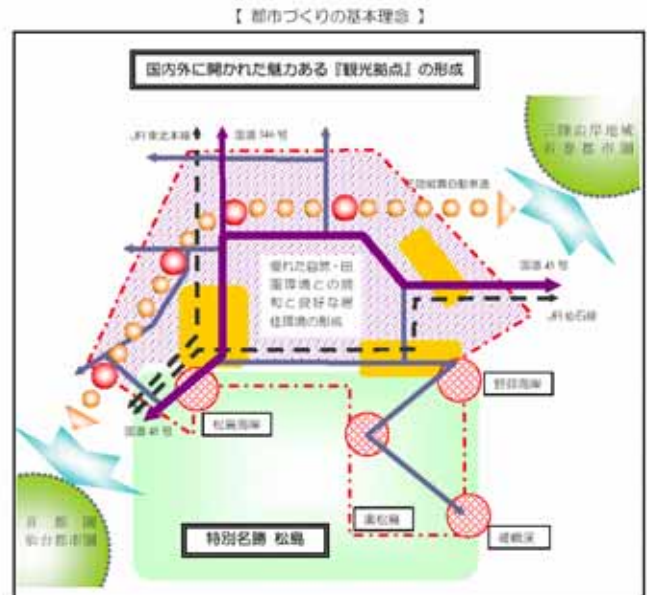 【 都市づくりの基本理念 】
国内外に開かれた魅力ある『観光拠点』の形成
三陸沿岸地域
石巻都市圏
JR東北本線
国道346号
三陸縦貫自動車道
優れた自然・田
園環境との調
和と良好な居
住環境の形成
国道45号
JR仙石線
野蒜海岸
松島海岸
国道45号
奥松島
嵯峨渓
首都圏
仙台都市圏
特別名勝 松島